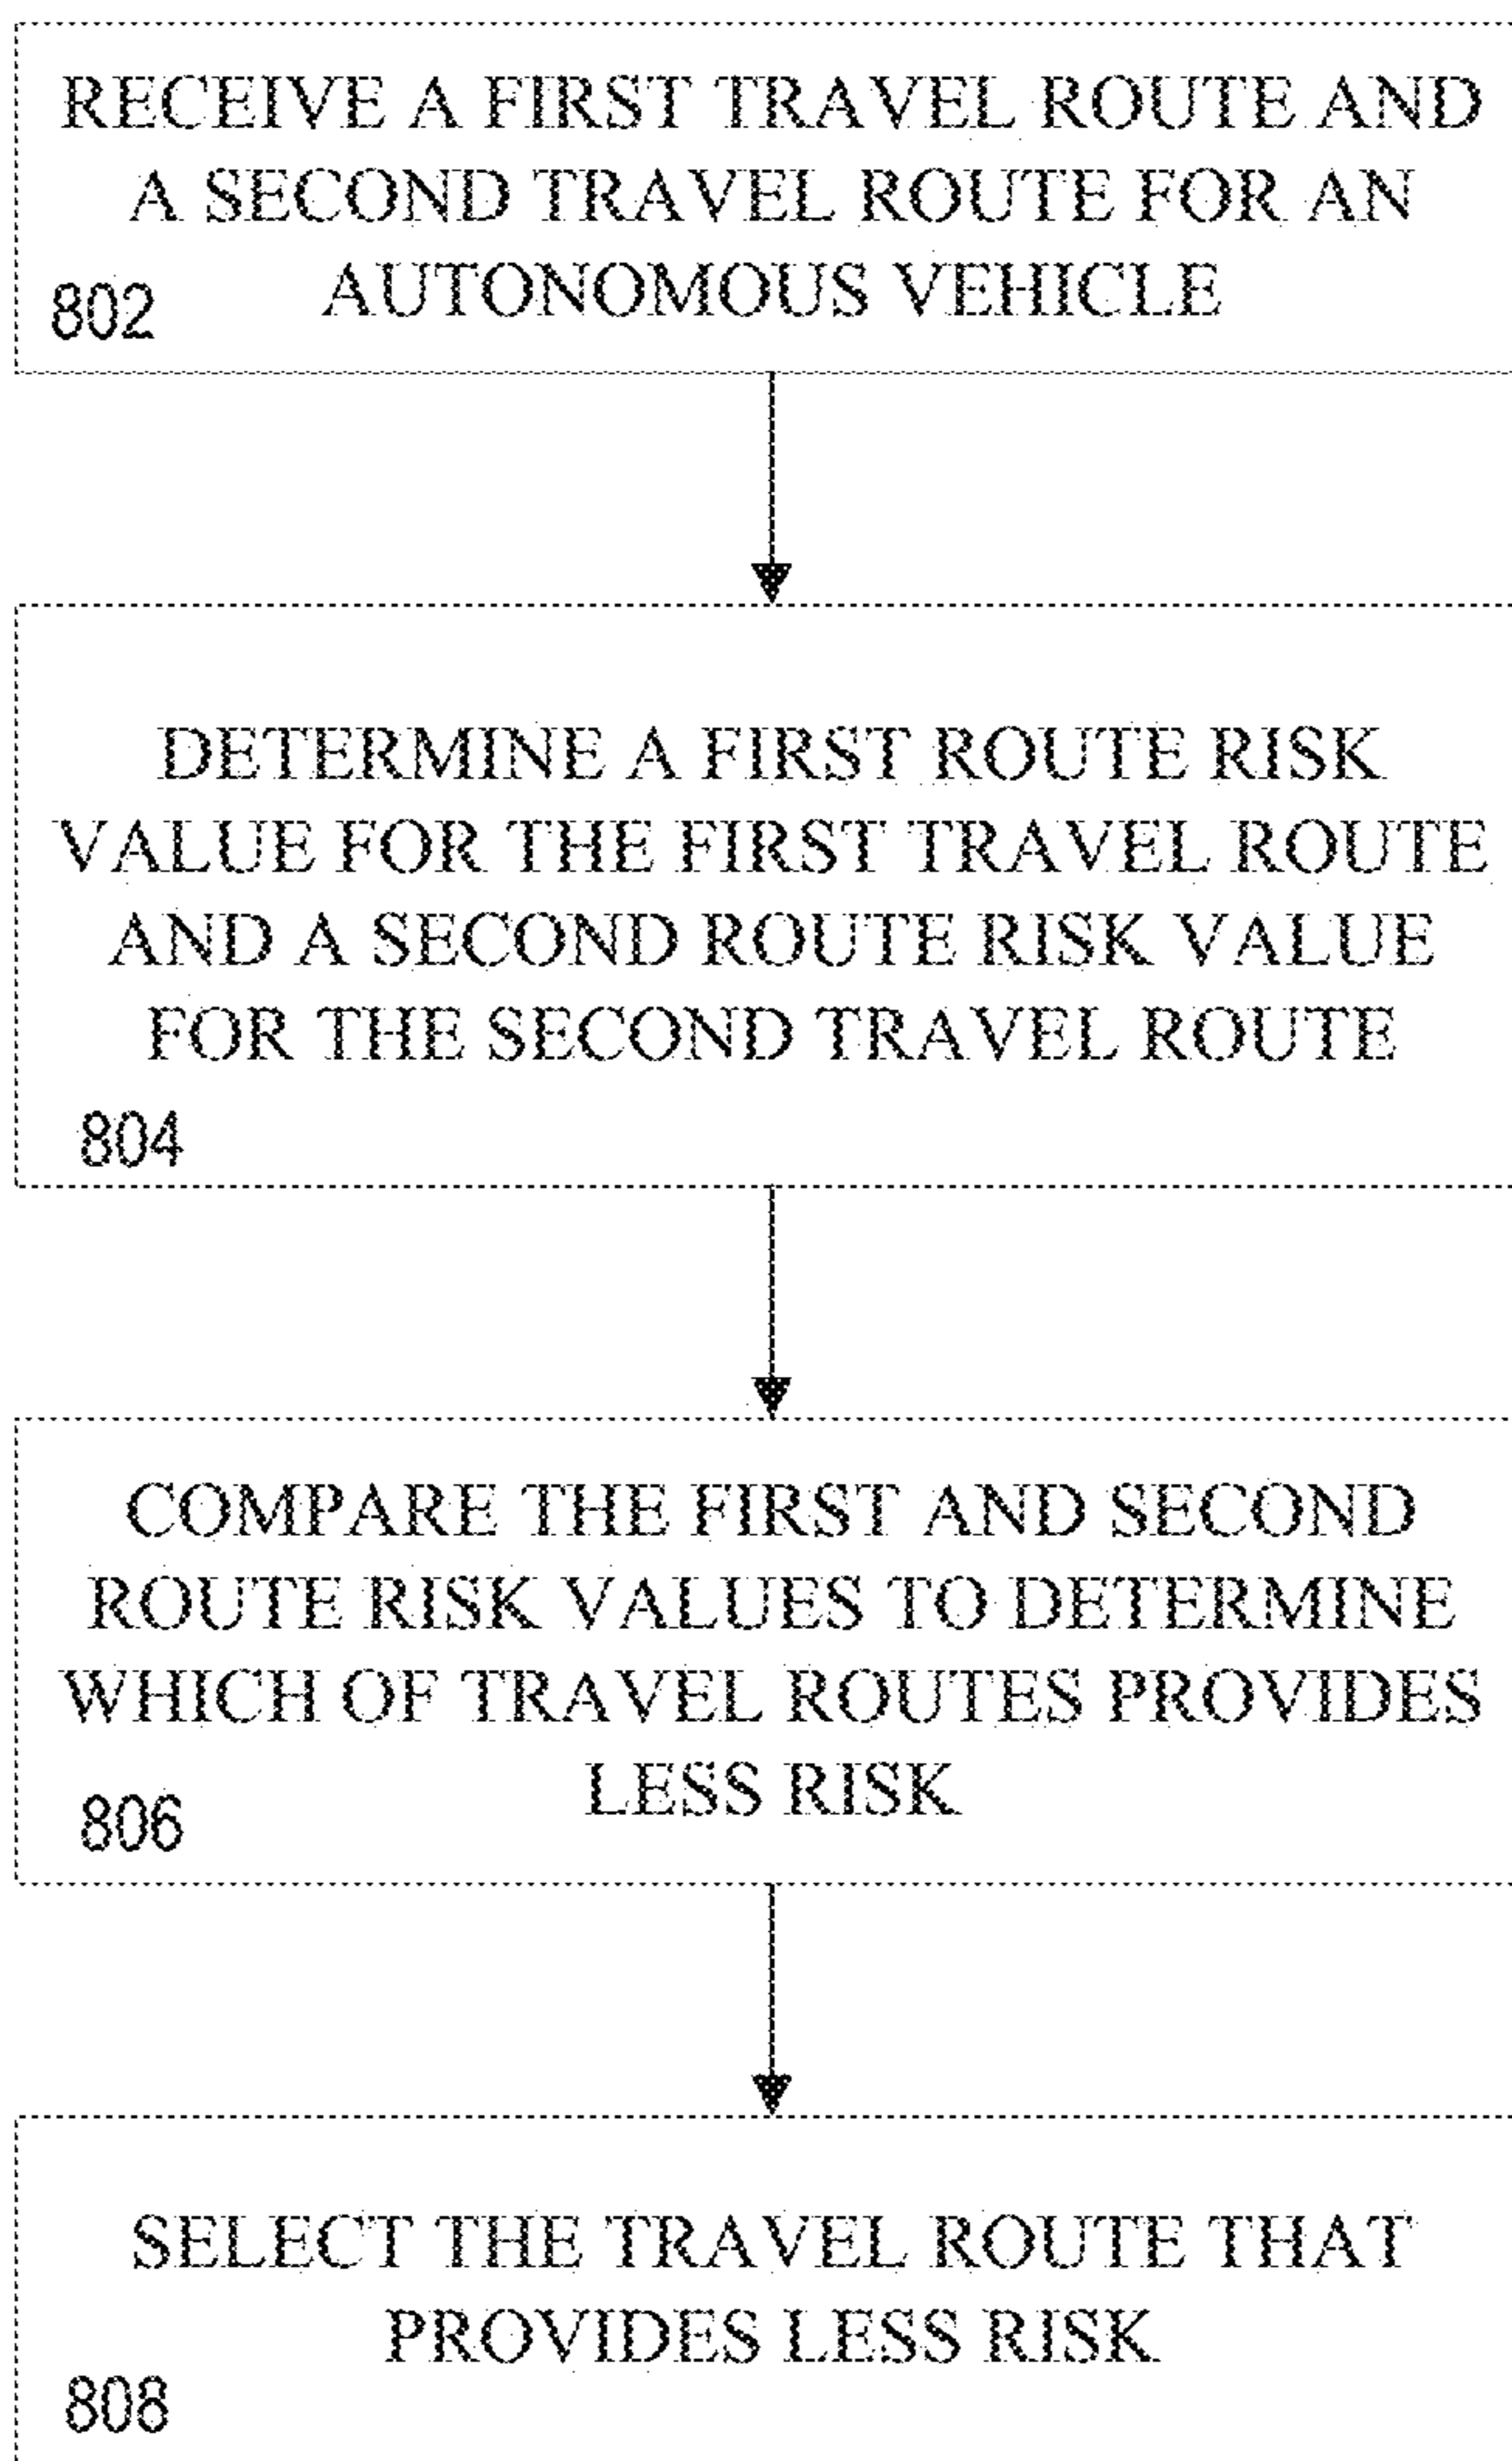 RECEIVE A FIRST TRAVEL ROUTE AND
A SECOND TRAVEL ROUTE FOR AN
AUTONOMOUS VEHICLE
802
DETERMINE A FIRST ROUTE RISK
VALUE FOR THE FIRST TRAVEL ROUTE
AND A SECOND ROUTE RISK VALUE
FOR THE SECOND TRAVEL ROUTE
804
COMPARE THE FIRST AND SECOND
ROUTE RISK VALUES TO DETERMINE
WHICH OF TRAVEL ROUTES PROVIDES
LESS RISK
806
SELECT THE TRAVEL ROUTE THAT
PROVIDES LESS RISK
808